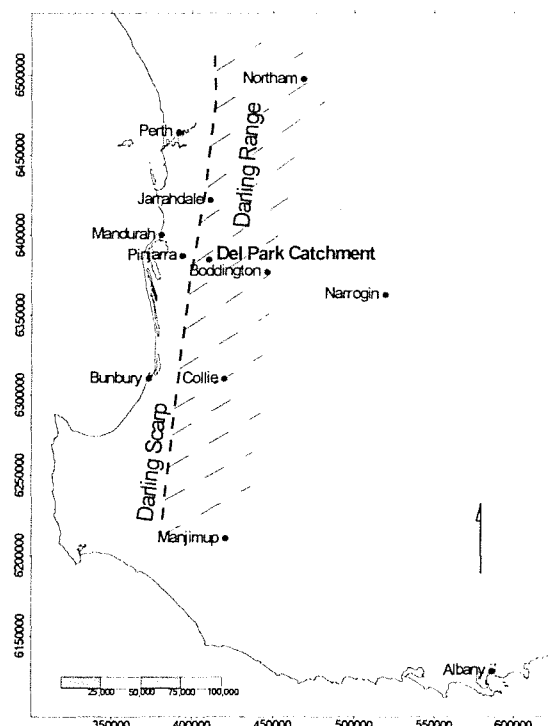 6500000
Northam
Perth
6450000
Darling Range
Jarrahdale
6400000
Mandurah
Pinjarra
Del Park Catchment
Boddington
6350000
Narrogin
Bunbury
Collie
6300000
Darling Scarp
6250000
Manjimup
6200000
6150000
Albany
25,000 50,000 75,000 100,000
350000 400000 450000 500000 550000 600000